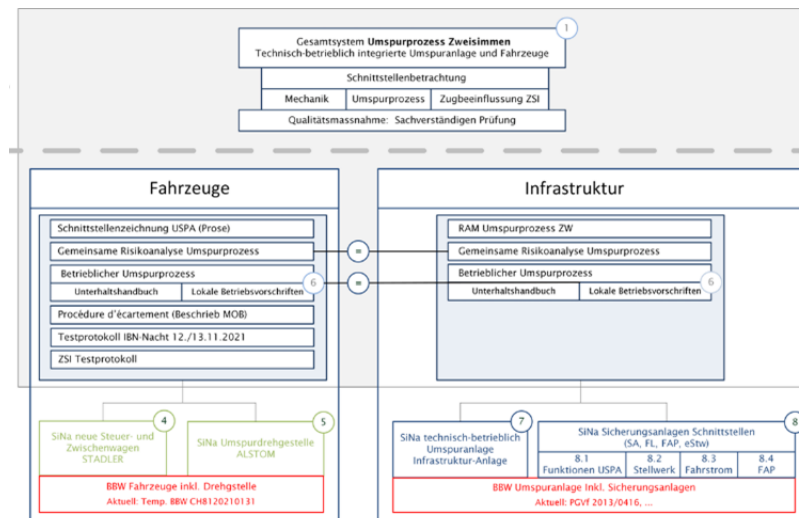 1
Gesamtsystem Umspurprozess Zweisimmen
Technisch-betrieblich integrierte Umspuranlage und Fahrzeuge
Schnittstellenbetrachtung
Mechanik
Umspurprozess
Zugbeeinflussung ZSI
Qualitätsmassnahme: Sachverständigen Prüfung
Fahrzeuge
Schnittstellenzeichnung USPA (Prose)
Gemeinsame Risikoanalyse Umspurprozess
Betrieblicher Umspurprozess
6
Unterhaltshandbuch
Lokale Betriebsvorschriften
Procédure d'écartement (Beschrieb MOB)
Testprotokoll IBN-Nacht 12./13.11.2021
ZSI Testprotokoll
=
=
Infrastruktur
RAM Umspurprozess ZW
Gemeinsame Risikoanalyse Umspurprozess
Betrieblicher Umspurprozess
6
Unterhaltshandbuch
Lokale Betriebsvorschriften
4
SiNa neue Steuer- und
Zwischenwagen
STADLER
5
SiNa Umspurdrehgestelle
ALSTOM
BBW Fahrzeuge inkl. Drehgstelle
Aktuell: Temp. BBW CH8120210131
7
SiNa technisch-betrieblich
Umspuranlage
Infrastruktur-Anlage
8
SiNa Sicherungsanlagen Schnittstellen
(SA, FL, FAP, eStw)
8.1
Funktionen USPA
8.2
Stellwerk
8.3
Fahrstrom
8.4
FAP
BBW Umspuranlage Inkl. Sicherungsanlagen
Aktuell: PGVf 2013/0416, ...